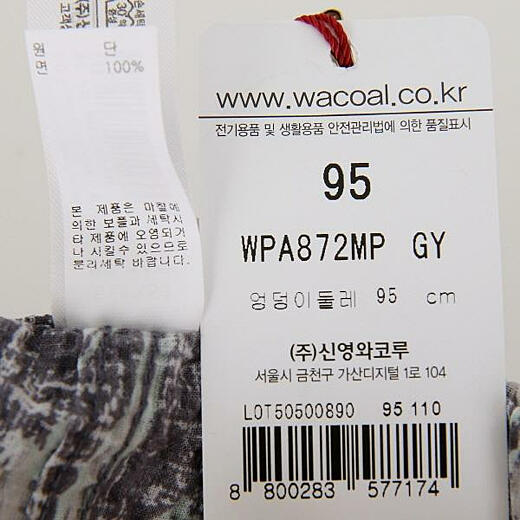 www.wacoal.co.kr
전기용품 및 생활용품 안전관리법에 의한 품질표시
95
WPA872MP GY
엉덩이둘레 95 cm
(주)신영와코루
서울시 금천구 가산디지털 1로 104
LOT50500890 95 110
8 800283 577174
단
100%
본 제품은 마찰에
의한 보풀과 세탁시
타 제품에 오염되거
나 시킬수 있으므로
분리세탁 바랍니다.